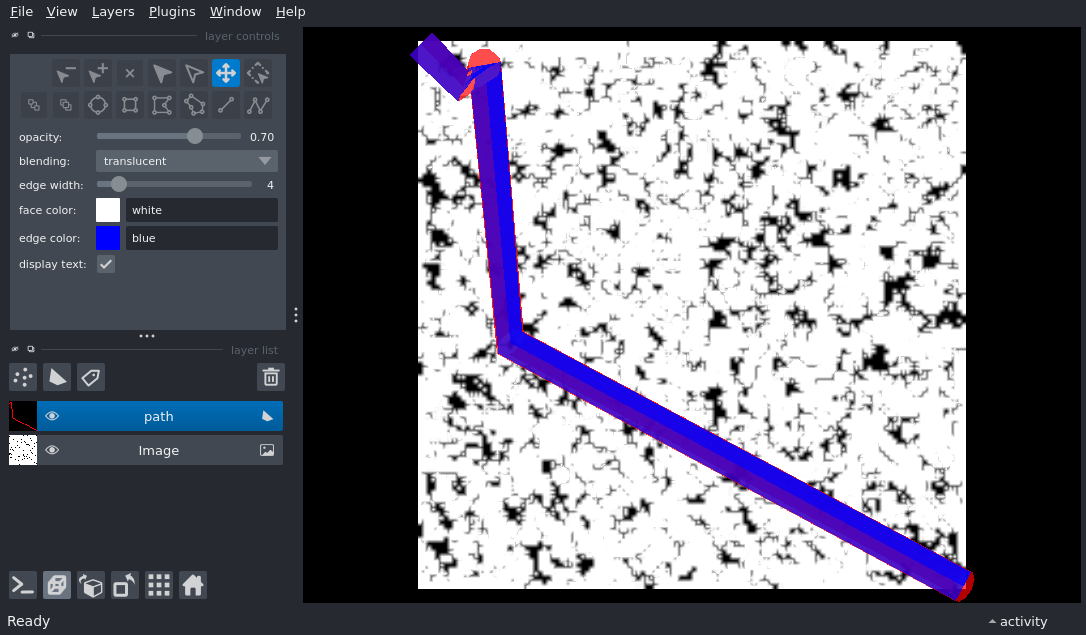 File View Layers Plugins Window Help
layer controls
opacity: 0.70
blending: translucent
edge width: 4
face color: white
edge color: blue
display text:
layer list
path
Image
Ready activity